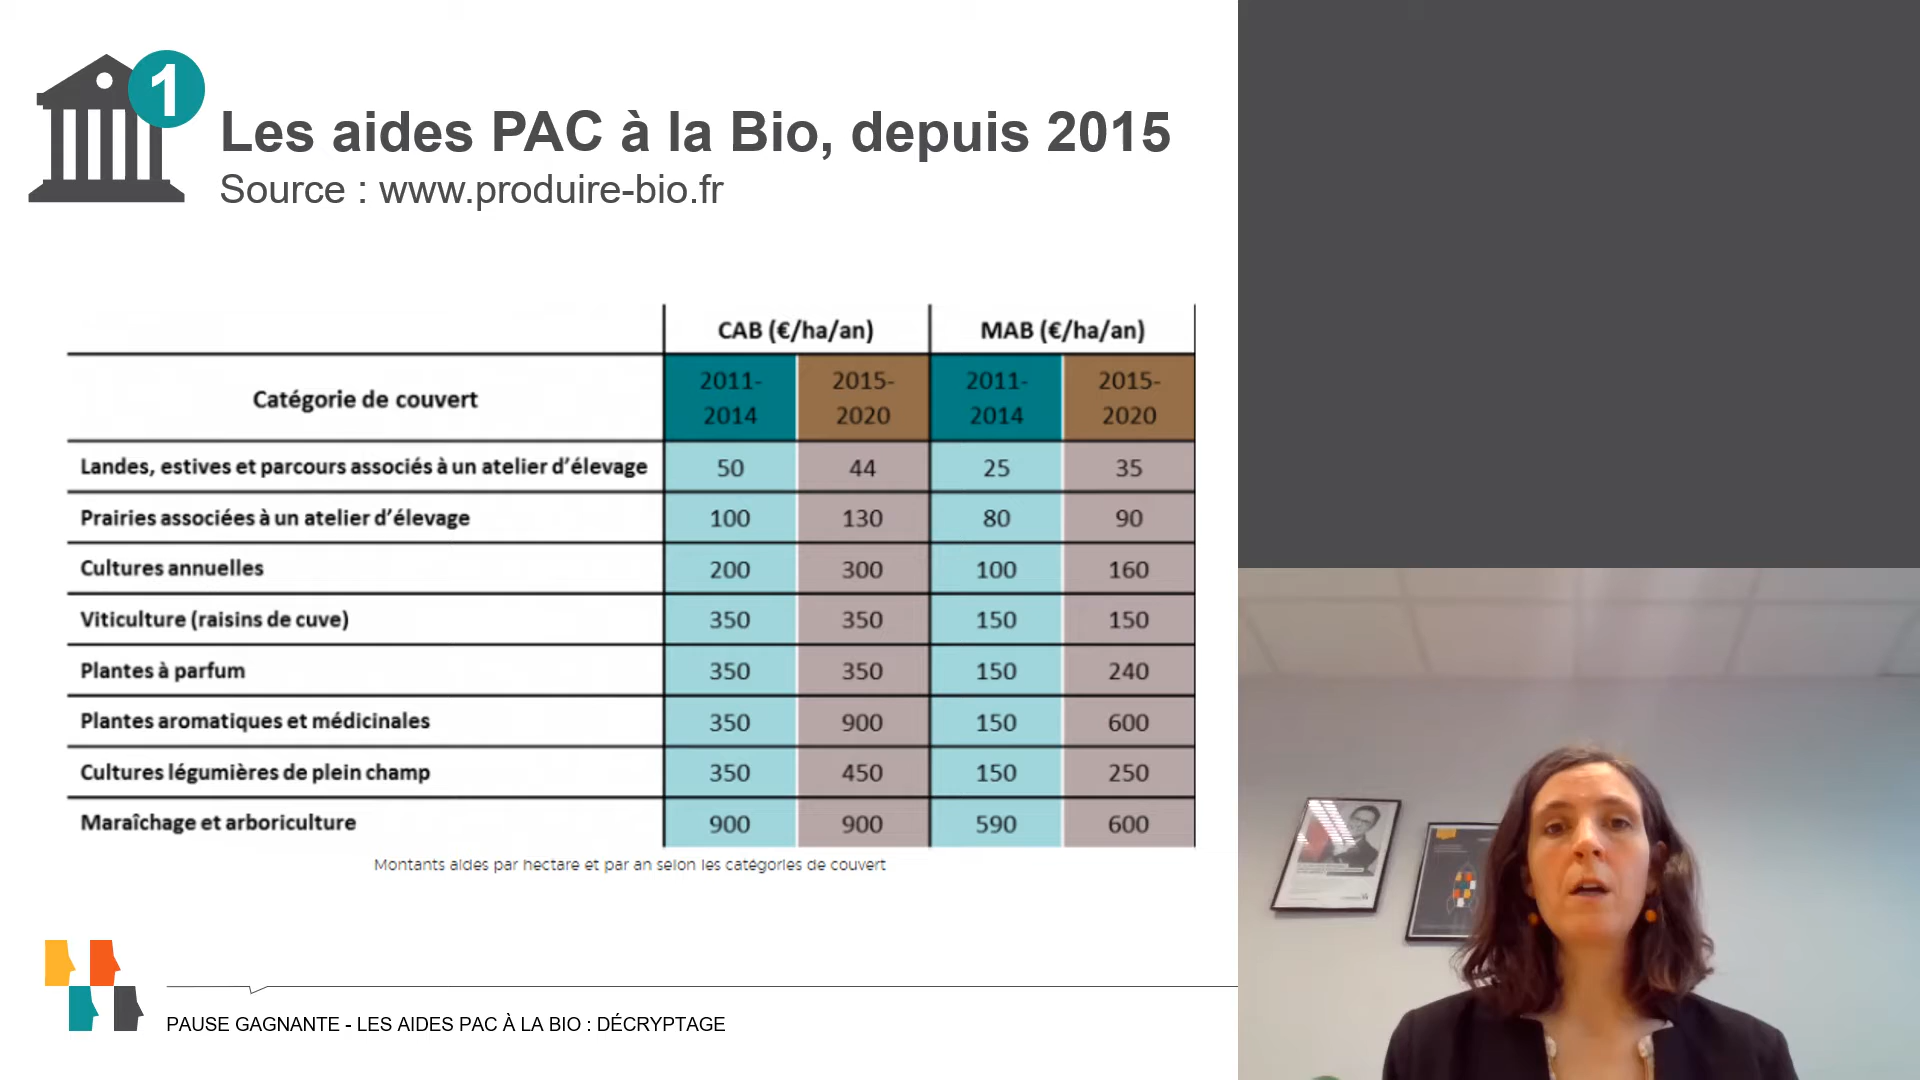 1
Les aides PAC à la Bio, depuis 2015
Source : www.produire-bio.fr
CAB (€/ha/an) MAB (€/ha/an)
Catégorie de couvert 2011-2014 2015-2020 2011-2014 2015-2020
Landes, estives et parcours associés à un atelier d'élevage 50 44 25 35
Prairies associées à un atelier d'élevage 100 130 80 90
Cultures annuelles 200 300 100 160
Viticulture (raisins de cuve) 350 350 150 150
Plantes à parfum 350 350 150 240
Plantes aromatiques et médicinales 350 900 150 600
Cultures légumières de plein champ 350 450 150 250
Maraîchage et arboriculture 900 900 590 600
Montants aides par hectare et par an selon les catégories de couvert
PAUSE GAGNANTE - LES AIDES PAC À LA BIO : DÉCRYPTAGE